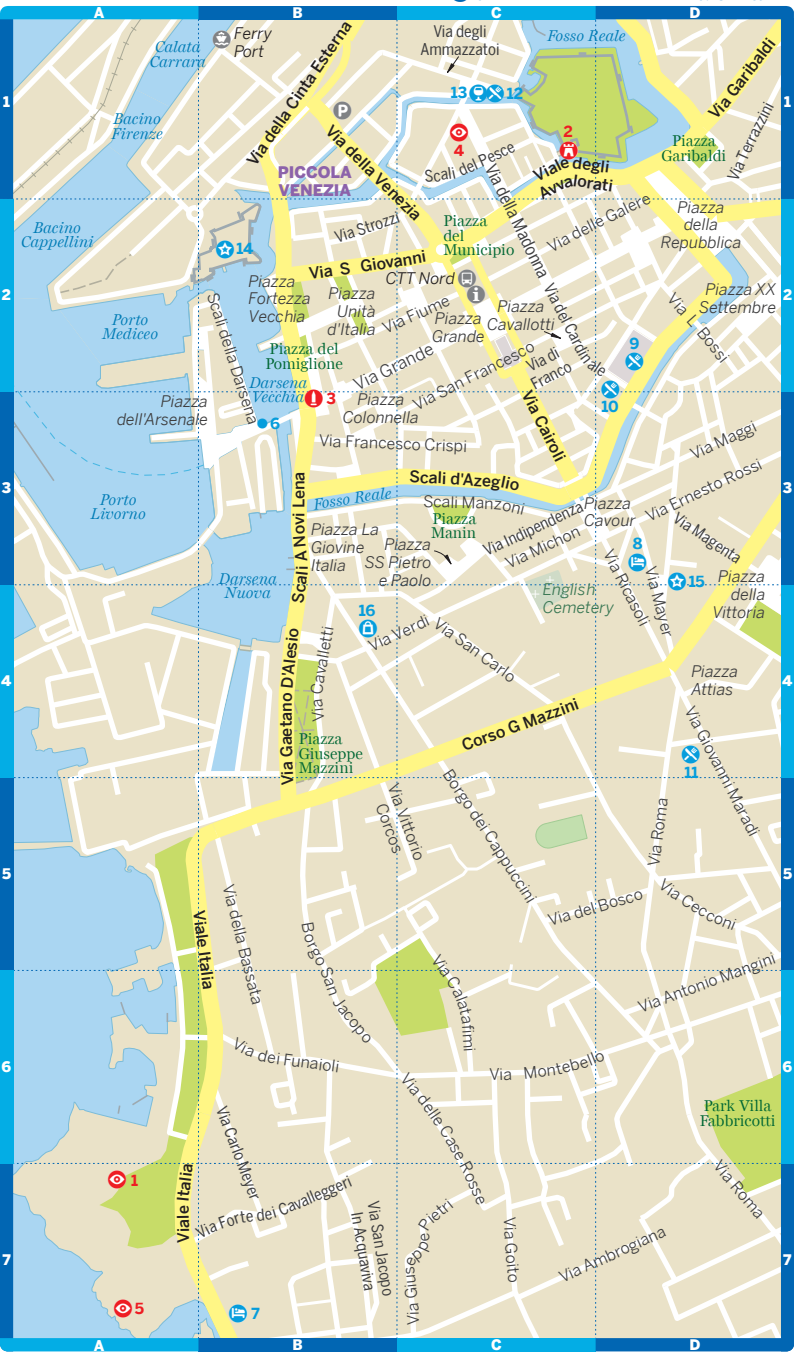 A
B
C
D
Calata
Carrara
Ferry
Port
Via degli
Ammazzatoi
Fosso Reale
Via della Cinta Esterna
Via Garibaldi
1
P
13
12
1
Bacino
Firenze
4
2
Piazza
Garibaldi
Via Terrazzini
Via della Venezia
Scali del Pesce
Viale degli
Avvalorati
PICCOLA
VENEZIA
Via della Madonna
Via delle Galere
Piazza
della
Repubblica
Bacino
Cappellini
Via Strozzi
Piazza
del
Municipio
14
Via S Giovanni
CTT Nord
i
2
Piazza
Fortezza
Vecchia
Piazza
Unità
d'Italia
Via Fiume
Piazza
Grande
Piazza
Cavallotti
Via del Cardinale
Piazza XX
Settembre
2
Via L Bossi
Porto
Mediceo
Scali della Darsena
Piazza del
Pomiglione
Via Grande
Via San Francesco
Via di
Franco
9
10
Darsena
Vecchia
3
Piazza
Colonnella
Piazza
dell'Arsenale
6
Via Cairoli
Via Francesco Crispi
Via Maggi
3
Porto
Livorno
Scali d'Azeglio
Via Ernesto Rossi
3
Fosso Reale
Scali Manzoni
Piazza
Manin
Via Indipendenza
Piazza
Cavour
Via Magenta
Scali A Novi Lena
Piazza La
Giovine
Italia
Piazza
SS Pietro
e Paolo
Via Michon
8
Via Ricasoli
Via Mayer
15
Piazza
della
Vittoria
Darsena
Nuova
English
Cemetery
16
Via Verdi
Via San Carlo
4
Via Gaetano D'Alesio
Via Cavalletti
Piazza
Attias
4
Corso G Mazzini
Piazza
Giuseppe
Mazzini
Via Giovanni Maradi
11
Via Vittorio
Corcos
Borgo dei Cappuccini
Via Roma
5
5
Viale Italia
Via della Bassata
Borgo San Jacopo
Via del Bosco
Via Cecconi
Via Calatafimi
Via Antonio Mangini
6
Via dei Funaioli
Via Montebello
6
Via delle Case Rosse
Park Villa
Fabbricotti
Via Carlo Meyer
1
Viale Italia
Via Forte dei Cavalleggeri
Via San Jacopo
In Acquaviva
Via Giuseppe Pietri
Via Goito
Via Roma
7
Via Ambrogiana
7
5
7
A
B
C
D